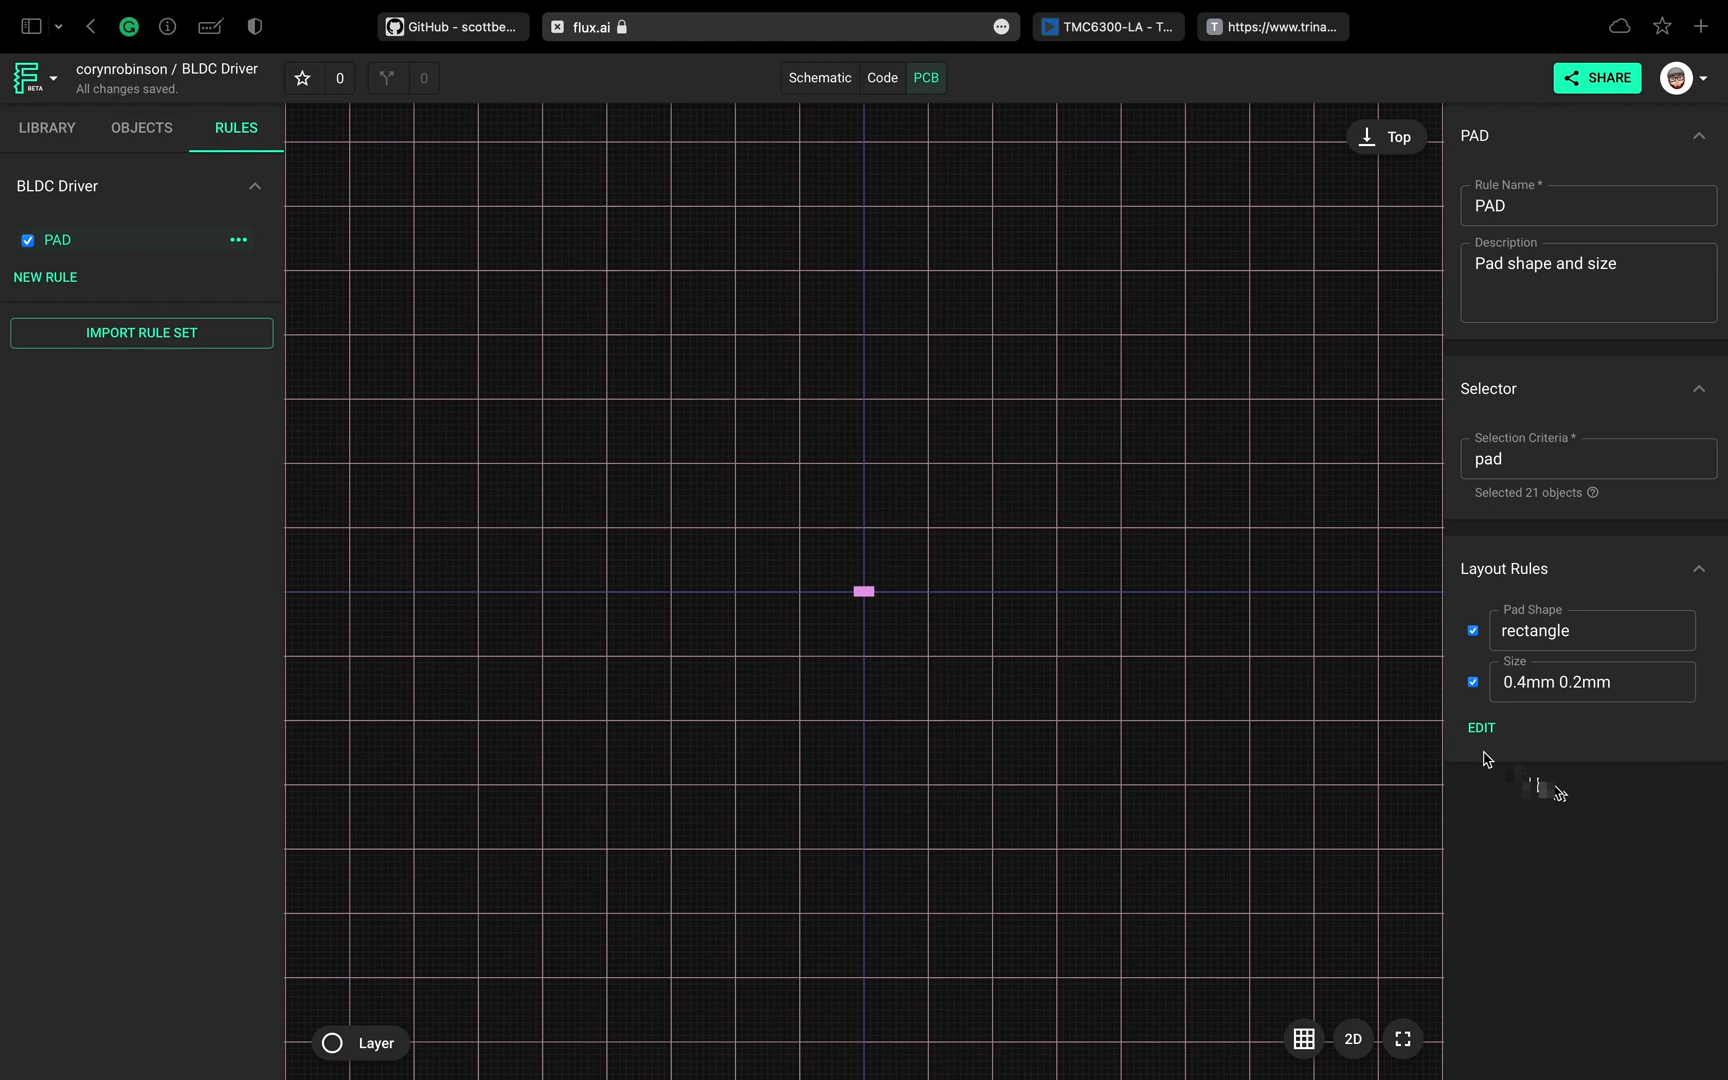 GitHub - scottbe...
flux.ai
TMC6300-LA - T...
T
https://www.trina...
BETA
corynrobinson / BLDC Driver
All changes saved.
0
0
Schematic
Code
PCB
SHARE
LIBRARY
OBJECTS
RULES
BLDC Driver
PAD
NEW RULE
IMPORT RULE SET
Top
PAD
Rule Name *
PAD
Description
Pad shape and size
Selector
Selection Criteria *
pad
Selected 21 objects
Layout Rules
Pad Shape
rectangle
Size
0.4mm 0.2mm
EDIT
Layer
2D